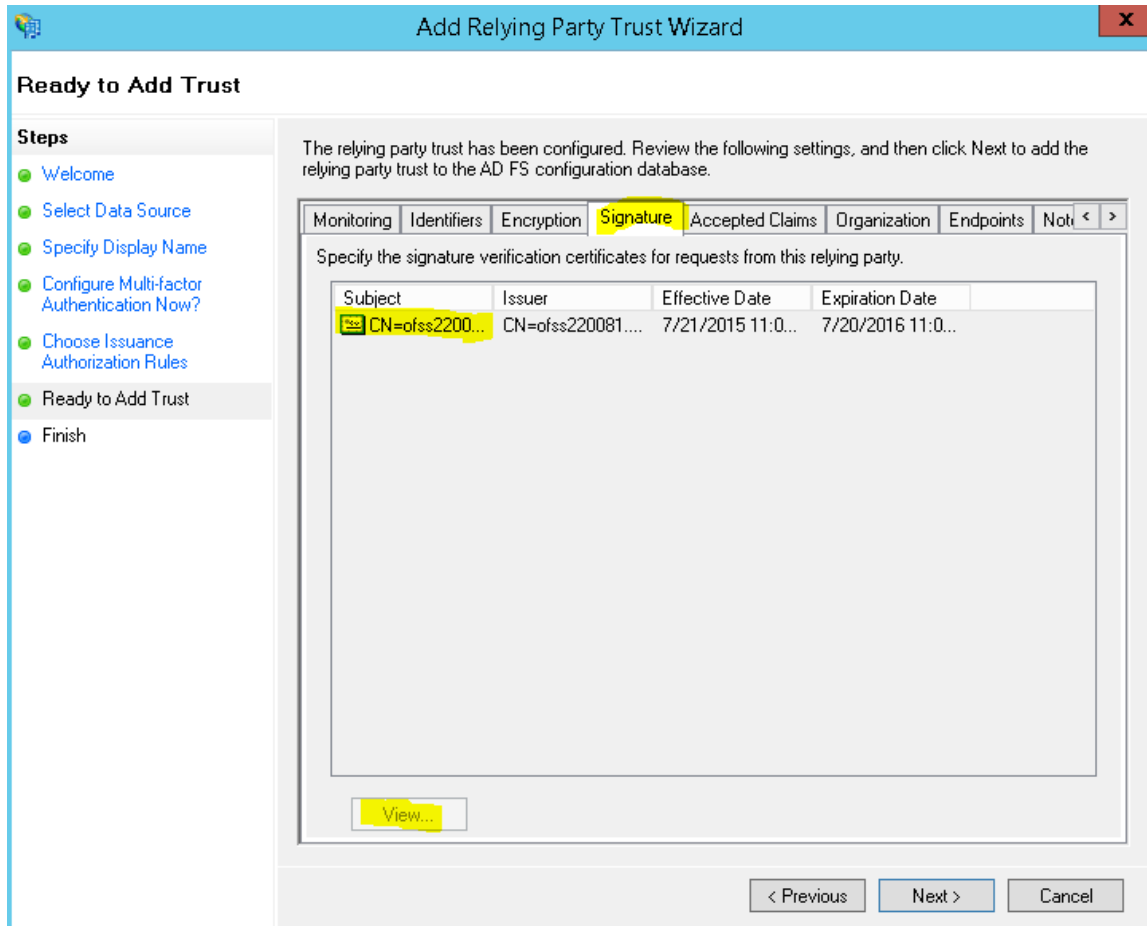 Add Relying Party Trust Wizard
x
Ready to Add Trust
Steps
Welcome
Select Data Source
Specify Display Name
Configure Multi-factor
Authentication Now?
Choose Issuance
Authorization Rules
Ready to Add Trust
Finish
The relying party trust has been configured. Review the following settings, and then click Next to add the
relying party trust to the AD FS configuration database.
Monitoring Identifiers Encryption Signature Accepted Claims Organization Endpoints < >
Specify the signature verification certificates for requests from this relying party.
Subject Issuer Effective Date Expiration Date
CN=ofss2200... CN=ofss220081.... 7/21/2015 11:0... 7/20/2016 11:0...
View...
< Previous Next > Cancel